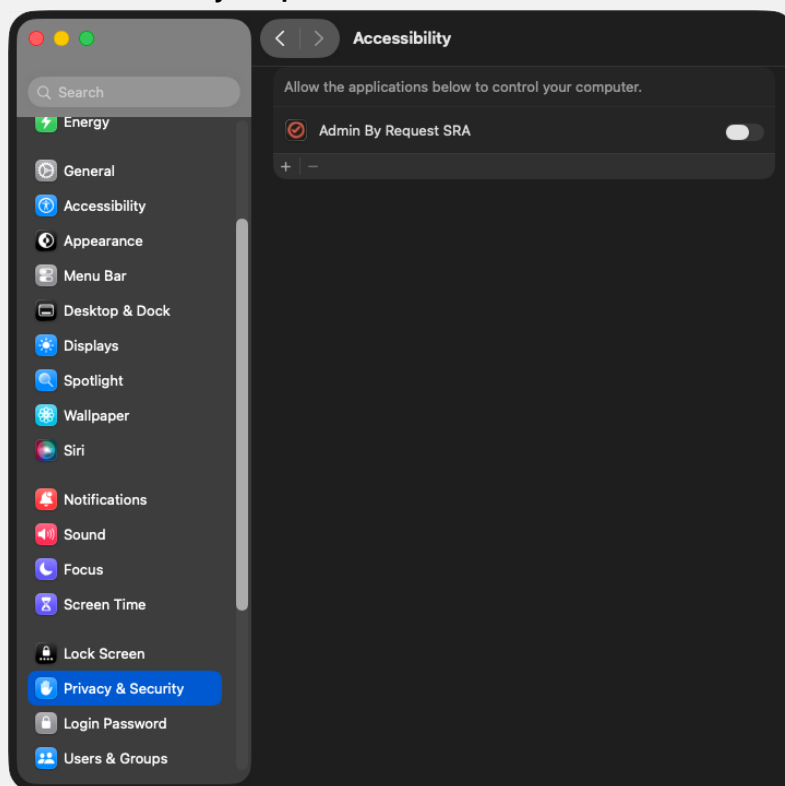 Accessibility
Search
Allow the applications below to control your computer.
Admin By Request SRA
Energy
General
Accessibility
Appearance
Menu Bar
Desktop & Dock
Displays
Spotlight
Wallpaper
Siri
Notifications
Sound
Focus
Screen Time
Lock Screen
Privacy & Security
Login Password
Users & Groups